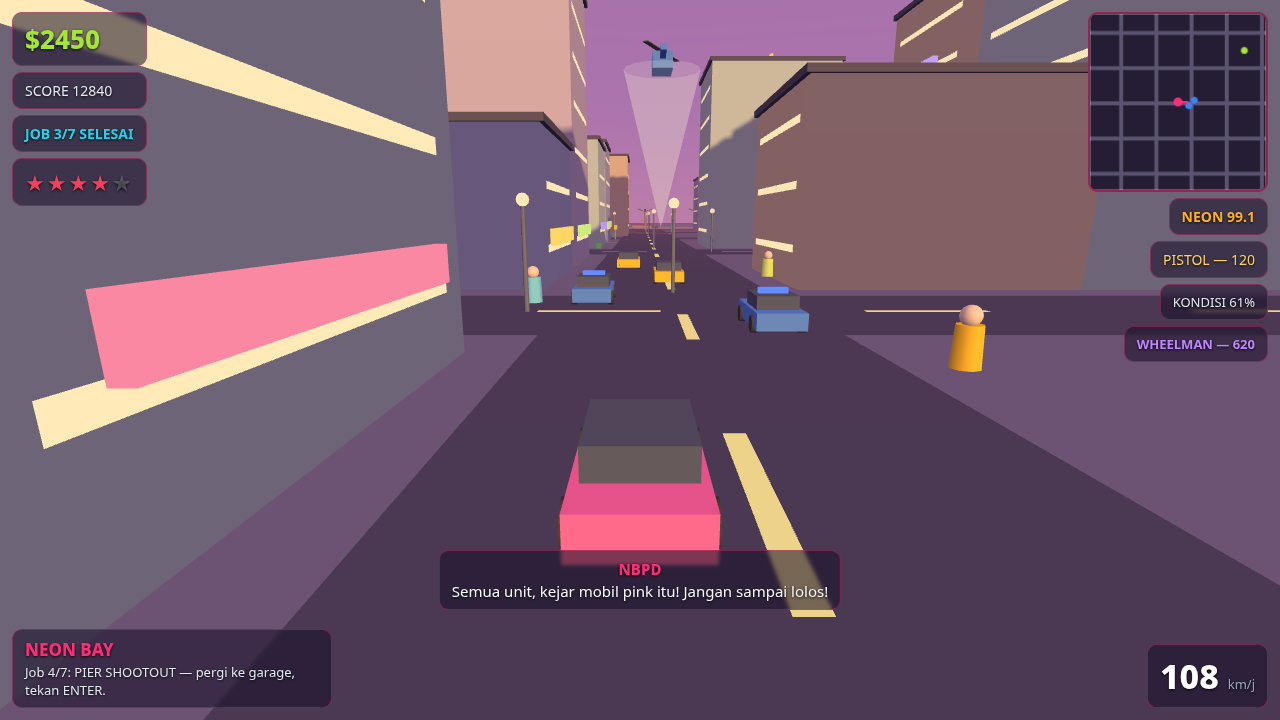 $2450
SCORE 12840
JOB 3/7 SELESAI
★★★★★
NEON 99.1
PISTOL — 120
KONDISI 61%
WHEELMAN — 620
NBPD
Semua unit, kejar mobil pink itu! Jangan sampai lolos!
NEON BAY
Job 4/7: PIER SHOOTOUT — pergi ke garage,
tekan ENTER.
108 km/j